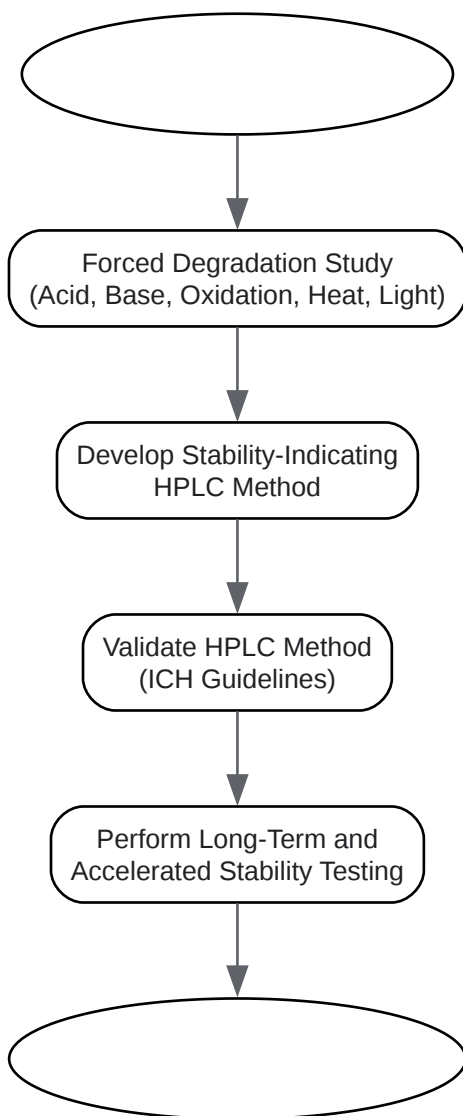 Forced Degradation Study
(Acid, Base, Oxidation, Heat, Light)
Develop Stability-Indicating
HPLC Method
Validate HPLC Method
(ICH Guidelines)
Perform Long-Term and
Accelerated Stability Testing